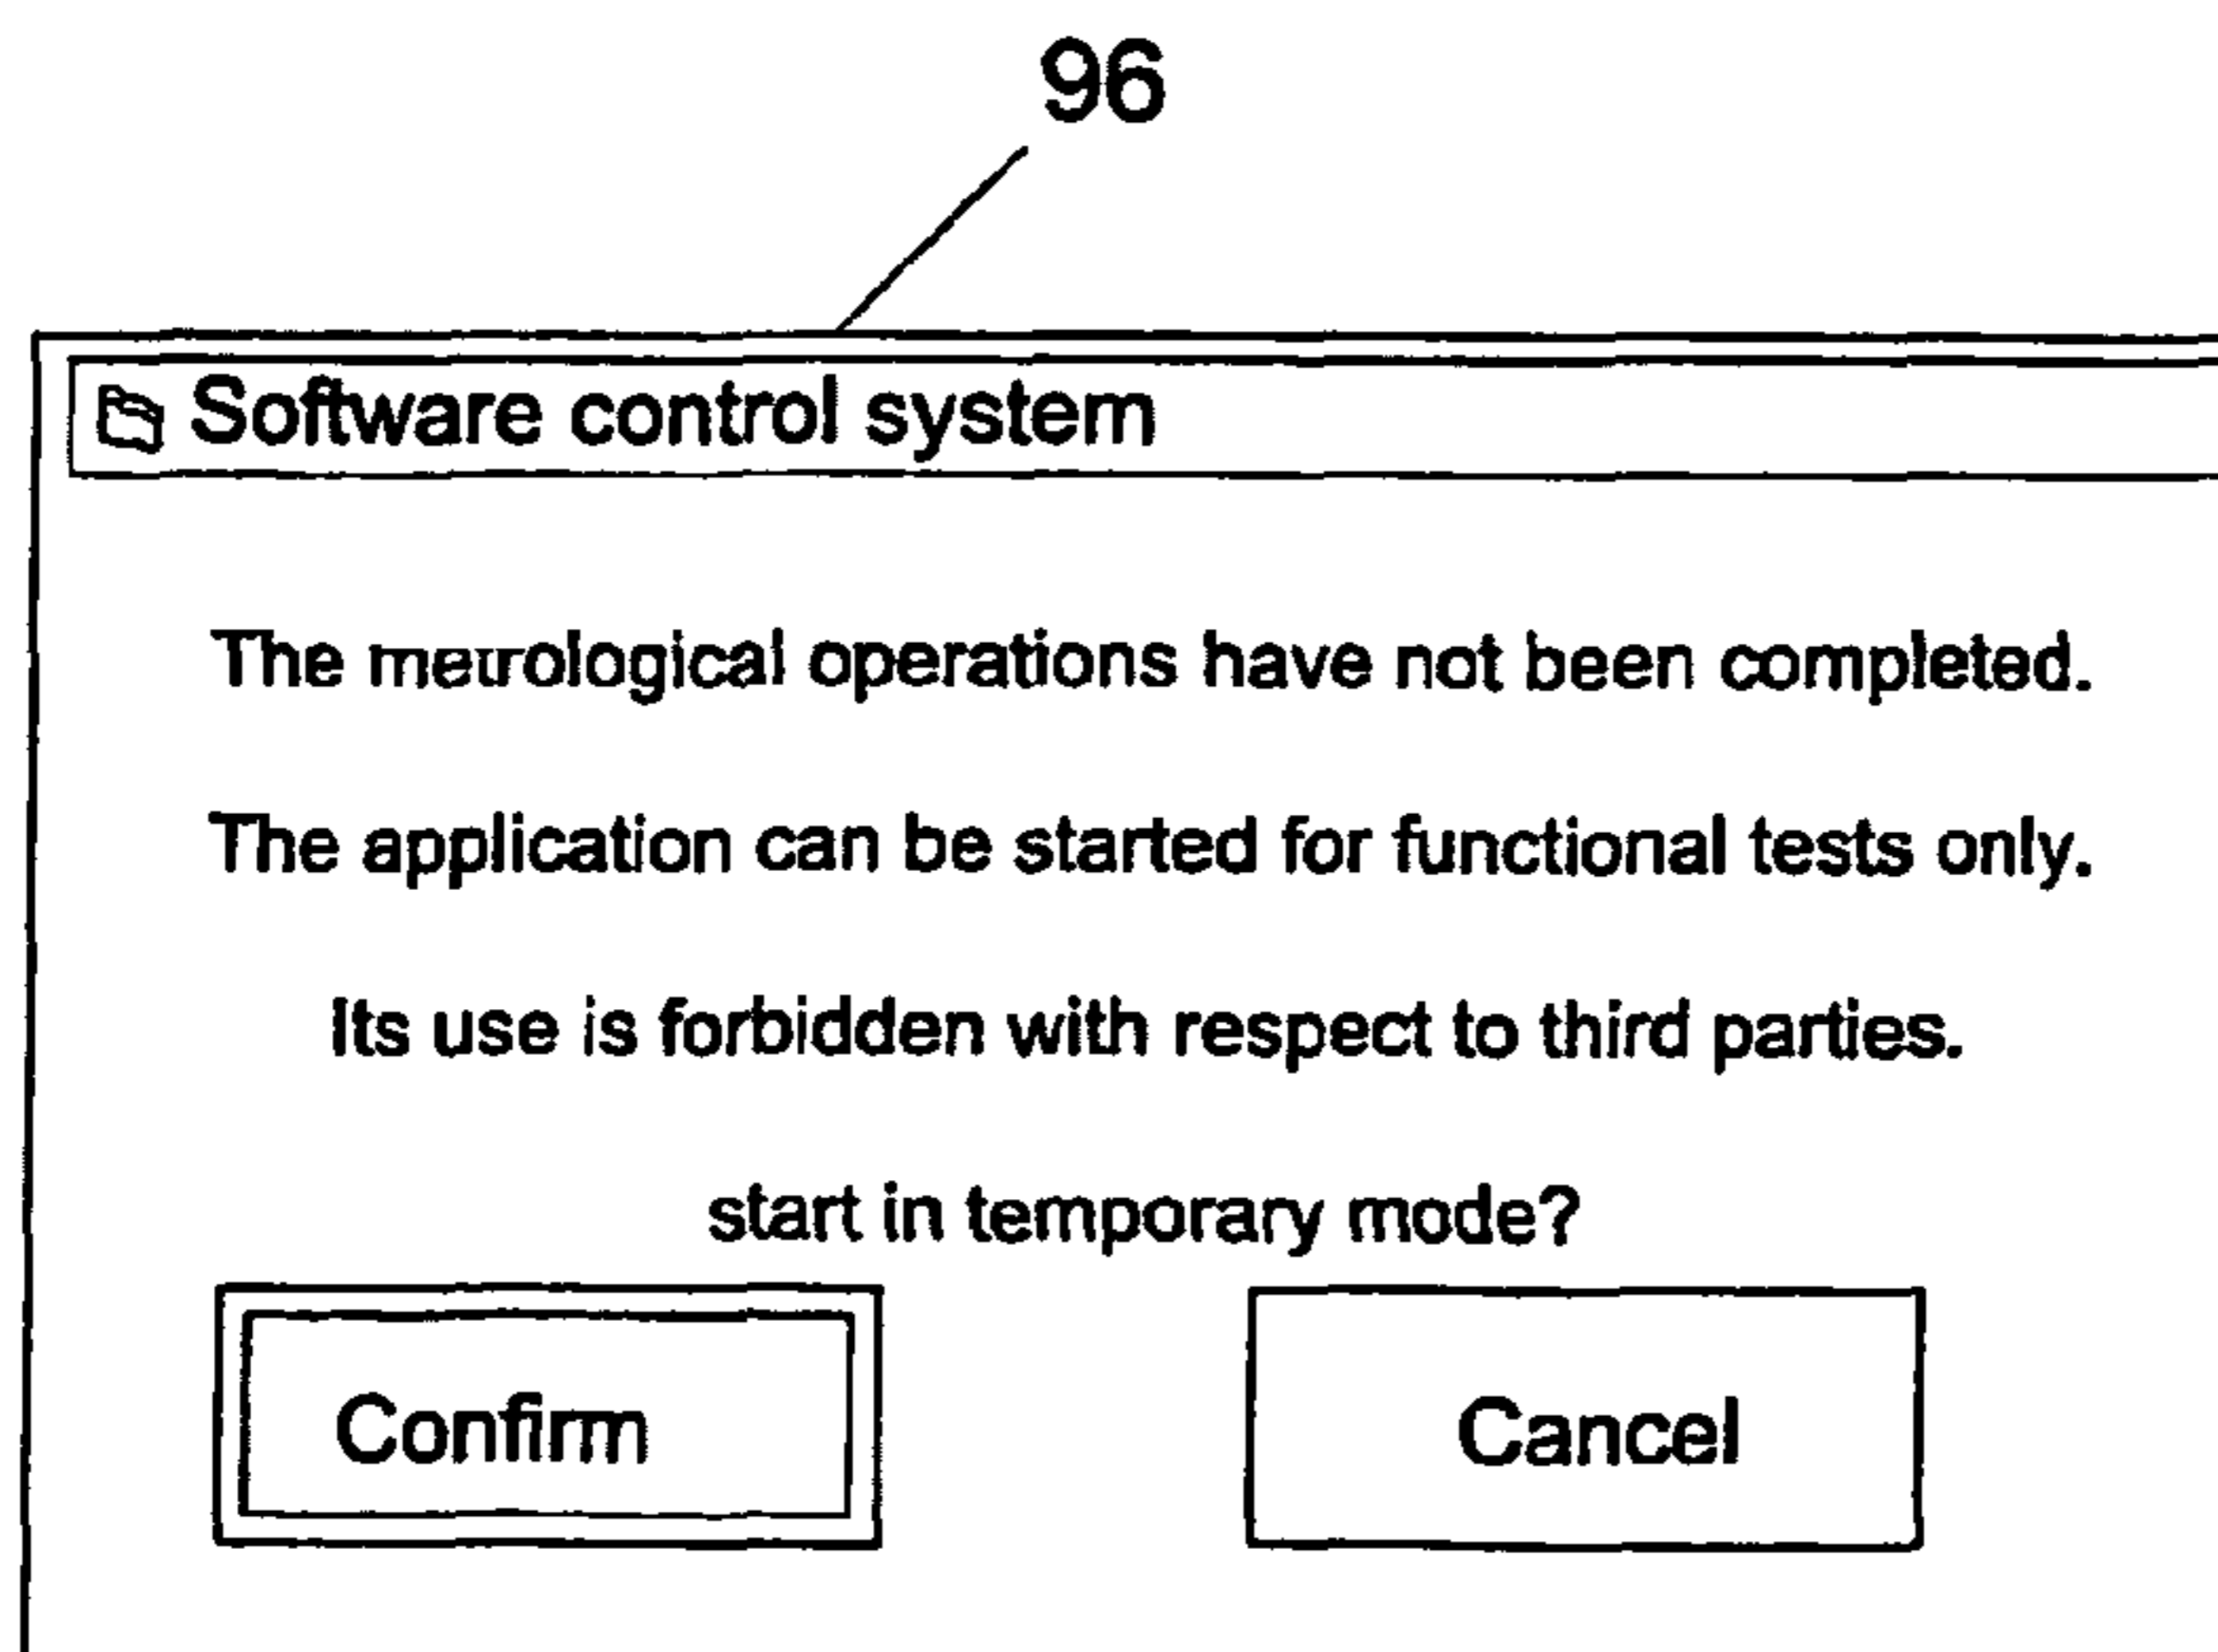 96
Software control system
The metrological operations have not been completed.
The application can be started for functional tests only.
Its use is forbidden with respect to third parties.
start in temporary mode?
Confirm
Cancel